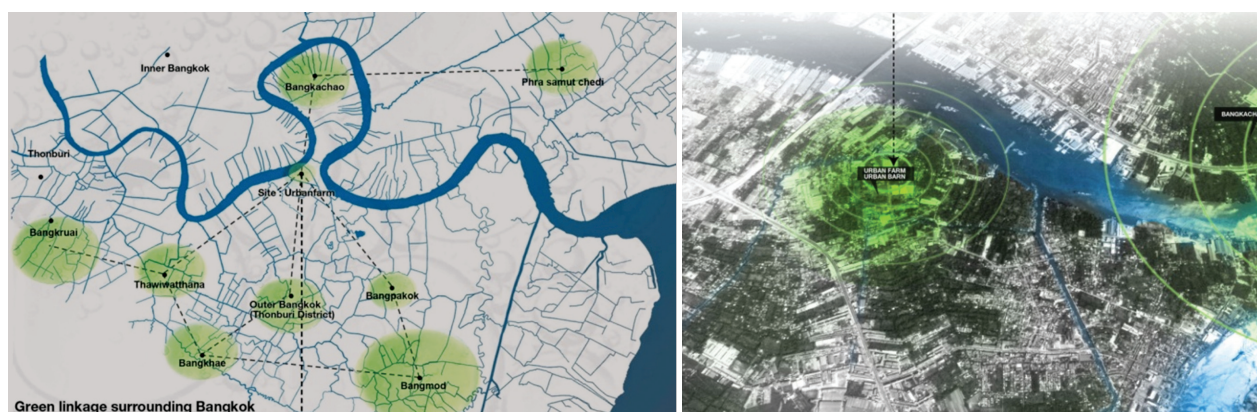 Inner Bangkok
Bangkachao
Phra samut chedi
Thonburi
Site : Urbanfarm
Bangkruai
Thawiwatthana
Outer Bangkok
(Thonburi District)
Bangpakok
Bangkhae
Bangmod
Green linkage surrounding Bangkok
URBAN FARM
URBAN BARN